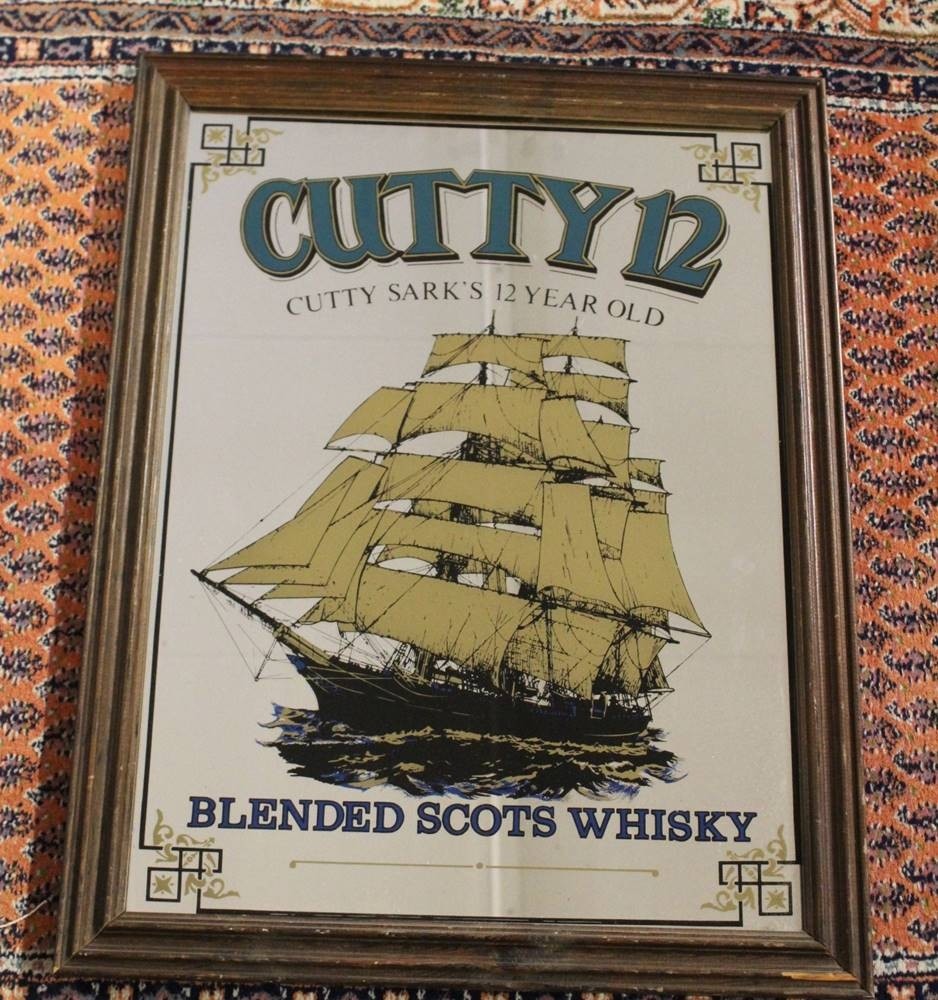 CUTTY 12
CUTTY SARK'S 12 YEAR OLD
BLENDED SCOTS WHISKY